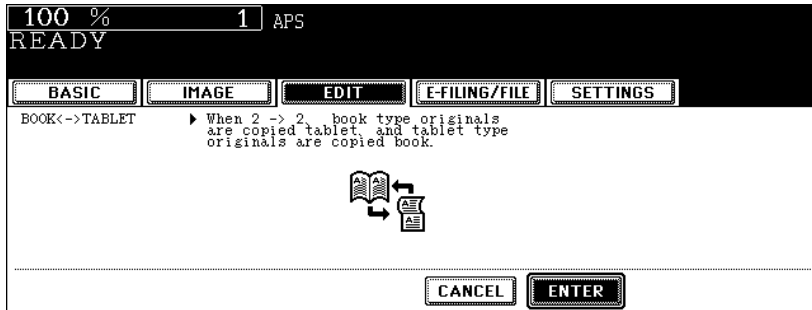 100 % 1 APS
READY
BASIC IMAGE EDIT E-FILING/FILE SETTINGS
BOOK<->TABLET When 2 -> 2, book type originals
are copied tablet, and tablet type
originals are copied book.
CANCEL ENTER